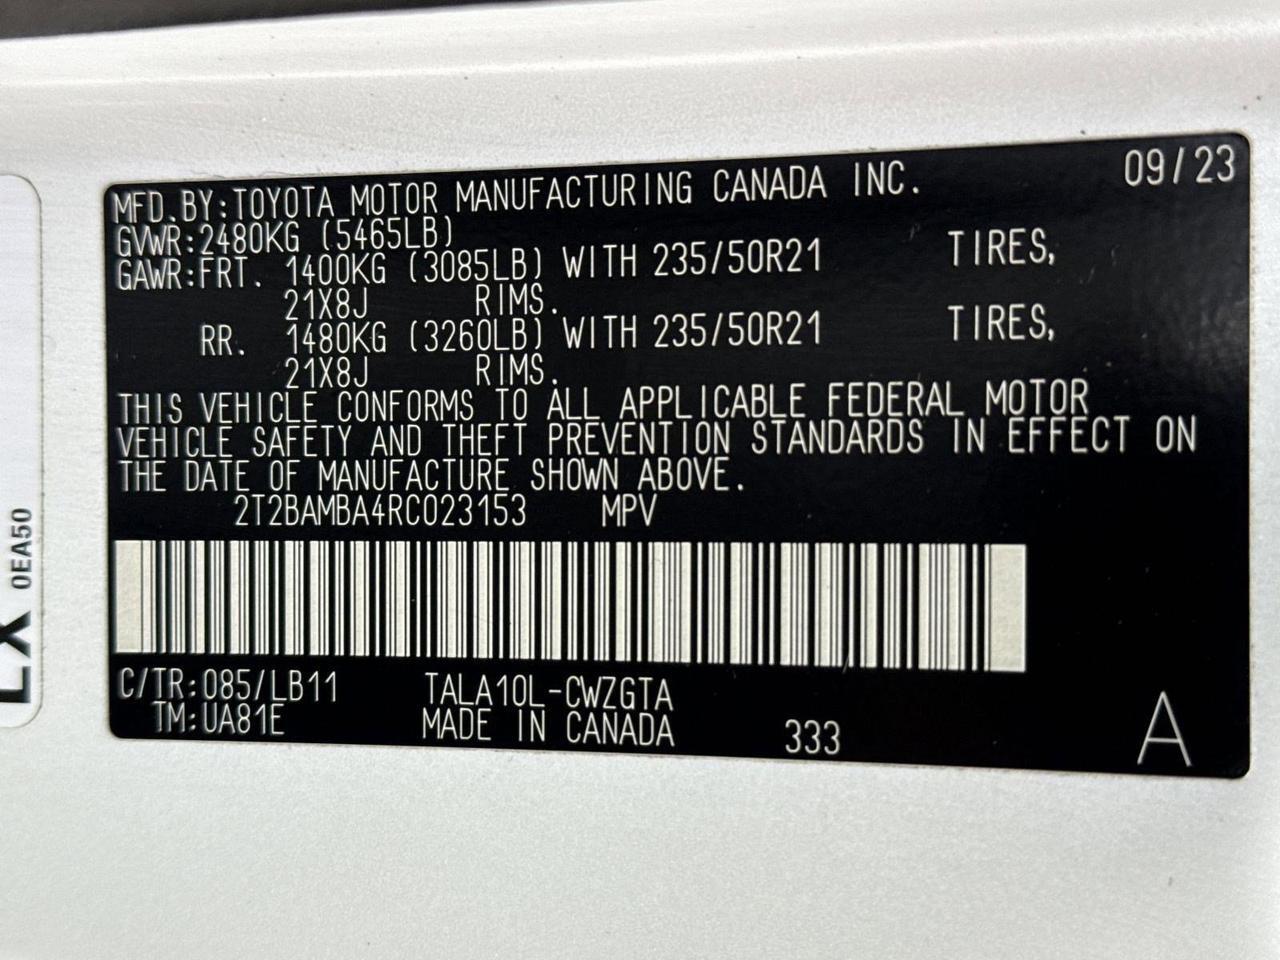 09/23
MFD.BY:TOYOTA MOTOR MANUFACTURING CANADA INC.
GVWR:2480KG (5465LB)
GAWR:FRT. 1400KG (3085LB) WITH 235/50R21 TIRES,
21X8J RIMS.
RR. 1480KG (3260LB) WITH 235/50R21 TIRES,
21X8J RIMS.
THIS VEHICLE CONFORMS TO ALL APPLICABLE FEDERAL MOTOR
VEHICLE SAFETY AND THEFT PREVENTION STANDARDS IN EFFECT ON
THE DATE OF MANUFACTURE SHOWN ABOVE.
2T2BAMBA4RC023153 MPV
C/TR:085/LB11 TALA10L-CWZGTA
TM:UA81E MADE IN CANADA 333 A
0EA50